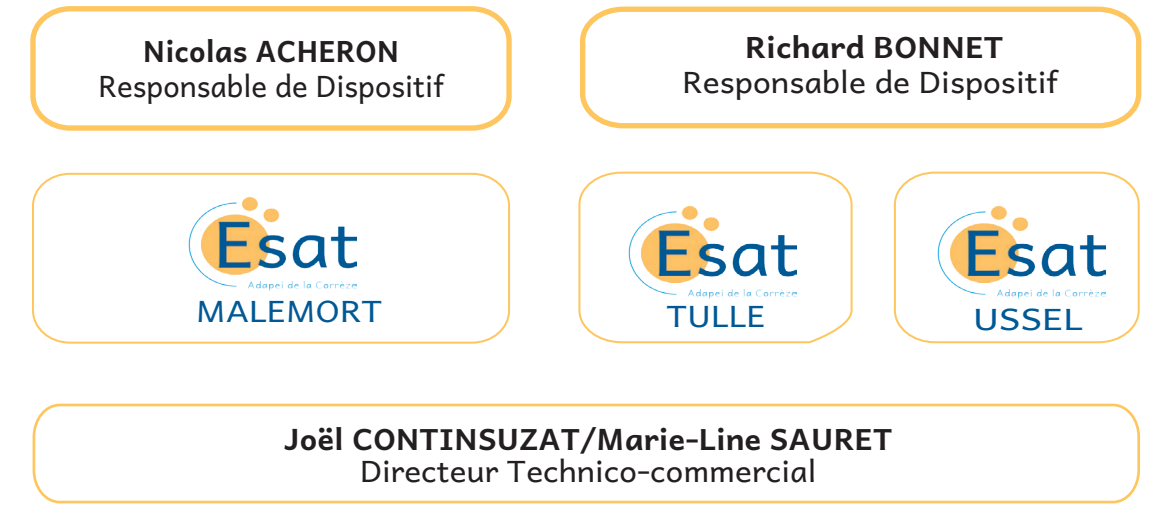 Nicolas ACHERON
Responsable de Dispositif
Richard BONNET
Responsable de Dispositif
Esat
Adapei de la Corrèze
MALEMORT
Esat
Adapei de la Corrèze
TULLE
Esat
Adapei de la Corrèze
USSEL
Joël CONTINSUZAT/Marie-Line SAURET
Directeur Technico-commercial